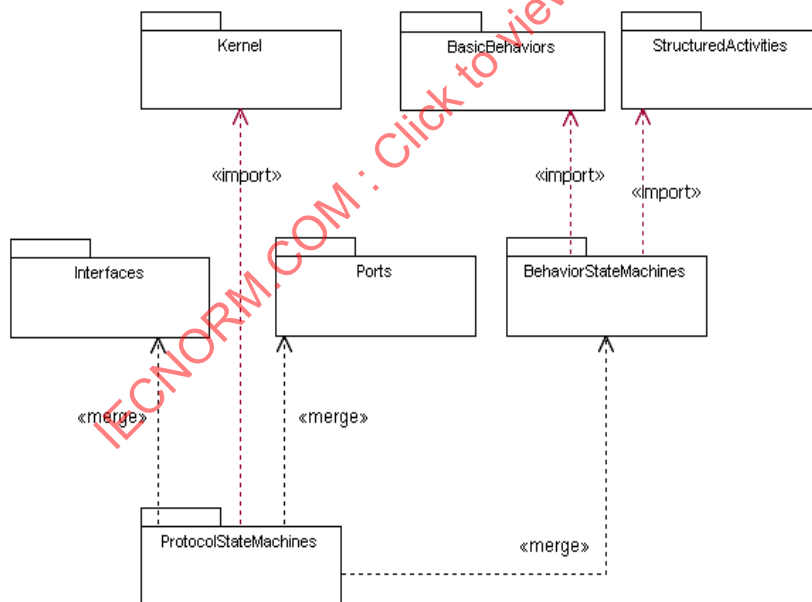 Kernel
BasicBehaviors
StructuredActivities
«import»
«import»
«import»
Interfaces
Ports
BehaviorStateMachines
«merge»
«merge»
ProtocolStateMachines
«merge»
IECNORM.COM : Click to view